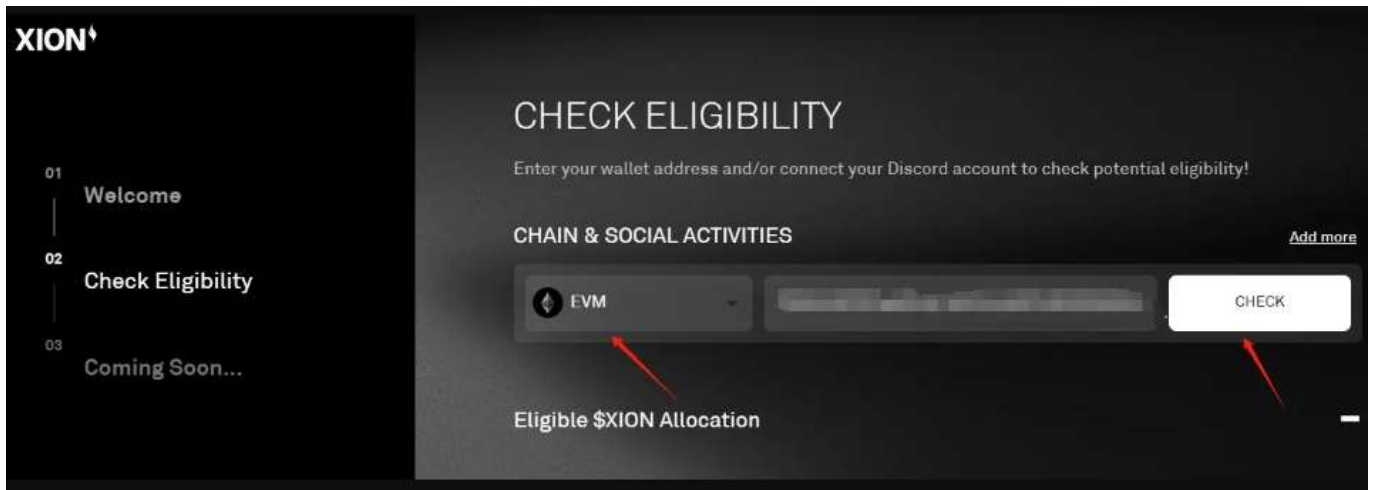 XION
CHECK ELIGIBILITY
Enter your wallet address and/or connect your Discord account to check potential eligibility!
01
Welcome
02
Check Eligibility
03
Coming Soon...
CHAIN & SOCIAL ACTIVITIES
Add more
EVM
CHECK
Eligible $XION Allocation